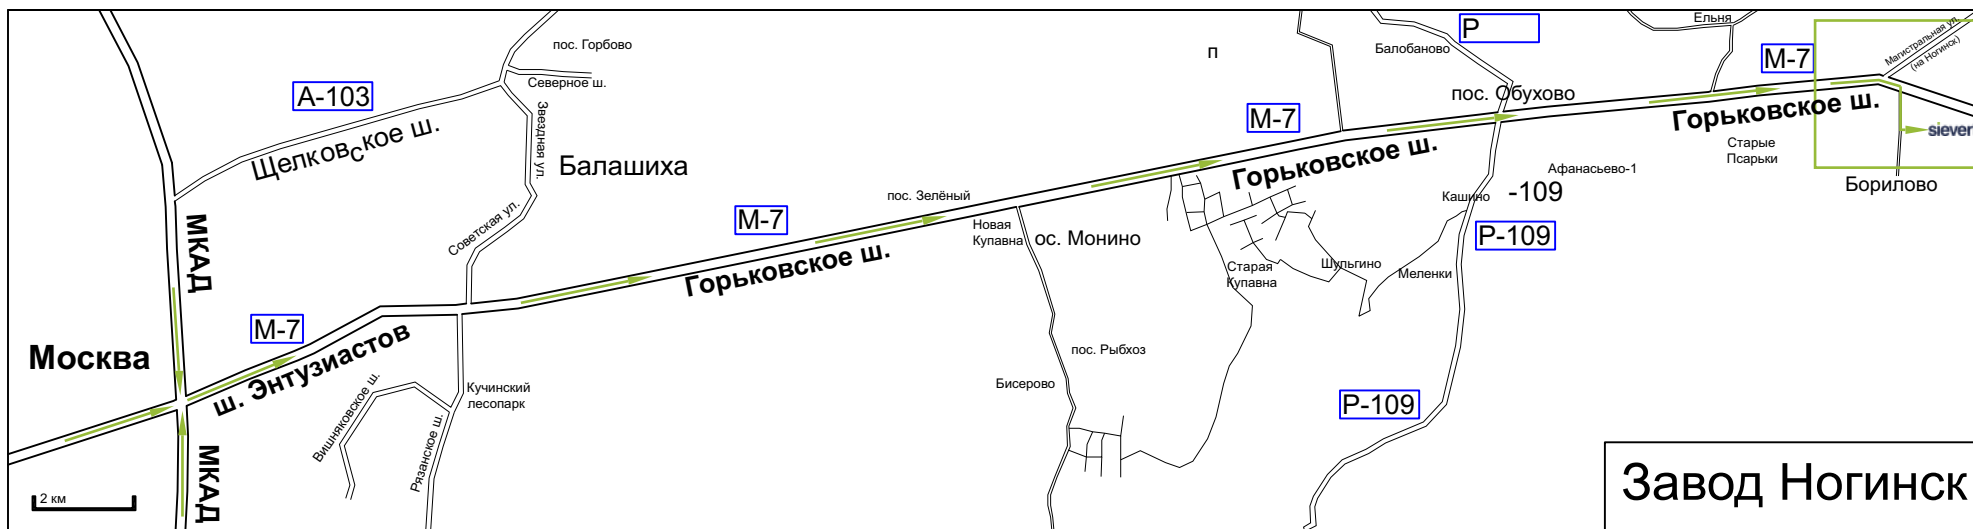 Ельня
Магистральная ул.
(на Ногинск)
Р
пос. Горбово
Балобаново
п
М-7
Северное ш.
А-103
пос. Обухово
М-7
Горьковское ш.
Звездная ул.
Щелковское ш.
siever
Старые
Псарьки
Балашиха
Горьковское ш.
Афанасьево-1
Борилово
пос. Зелёный
Кашино
-109
М-7
Советская ул.
МКАД
Новая
Купавна
ос. Монино
Р-109
Горьковское ш.
Старая
Купавна
Шульгино
Меленки
М-7
Москва
ш. Энтузиастов
пос. Рыбхоз
Бисерово
Кучинский
лесопарк
Вишняковское ш.
Р-109
Рязанское ш.
МКАД
2 км
Завод Ногинск